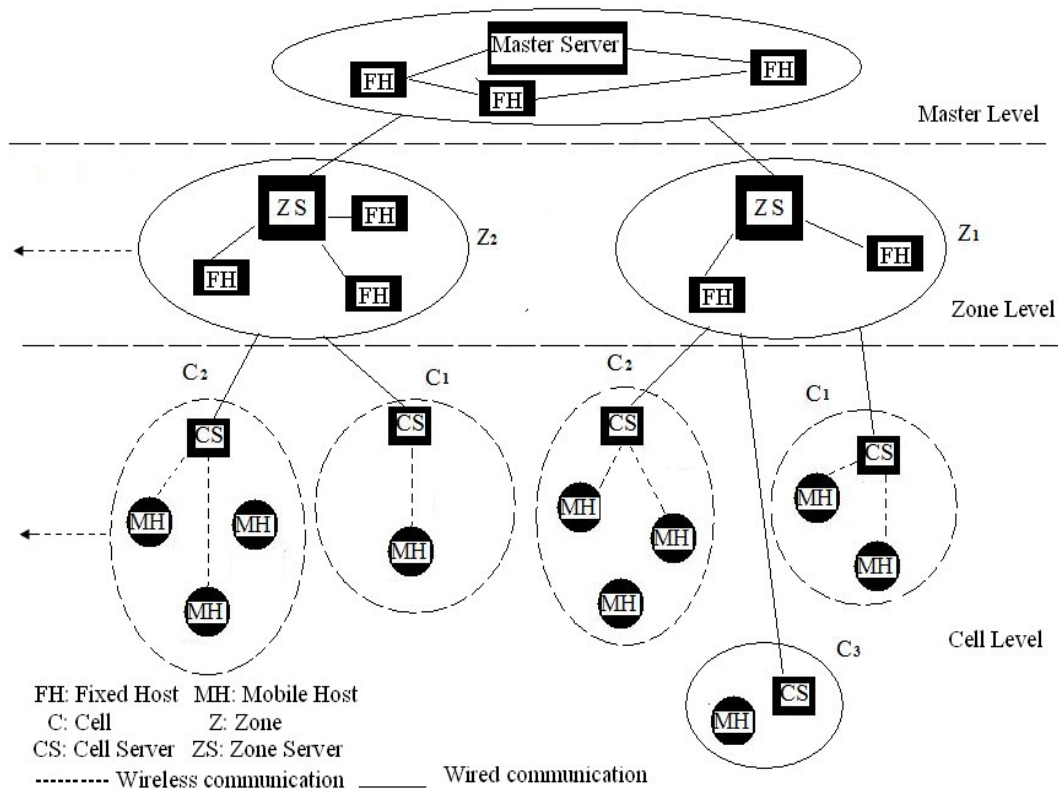 Master Server
FH
FH
FH
Master Level
ZS
FH
FH
FH
Z2
ZS
FH
FH
Z1
Zone Level
C2
CS
MH
MH
MH
C1
CS
MH
C2
CS
MH
MH
MH
C1
CS
MH
MH
C3
CS
MH
Cell Level
FH: Fixed Host MH: Mobile Host
C: Cell Z: Zone
CS: Cell Server ZS: Zone Server
Wireless communication Wired communication